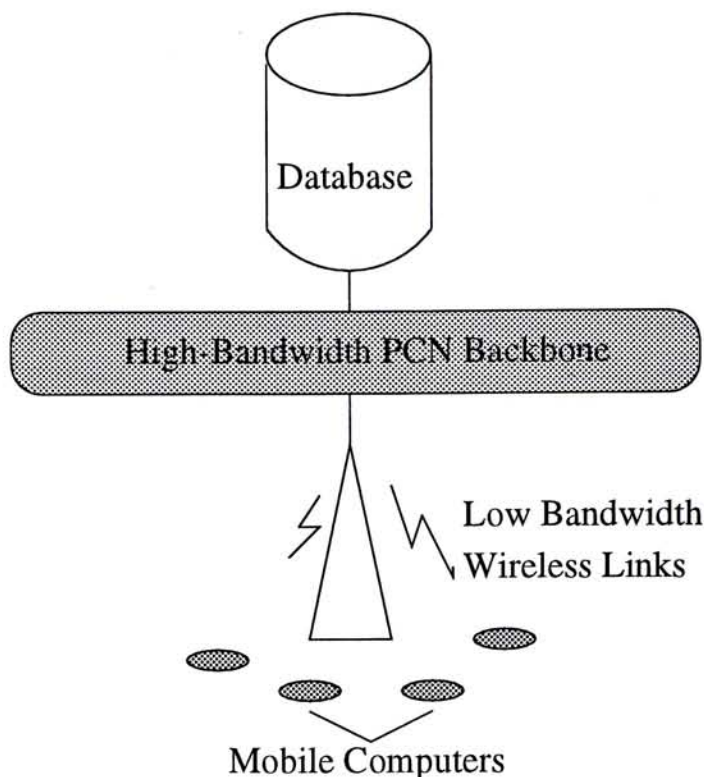 Database
High-Bandwidth PCN Backbone
Low Bandwidth
Wireless Links
Mobile Computers